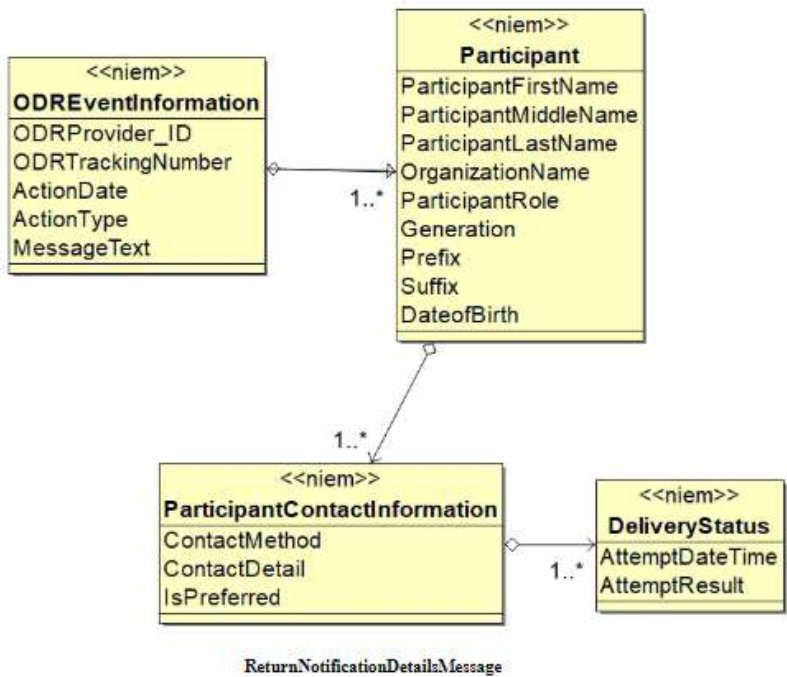 <<niem>>
ODREventInformation
ODRProvider_ID
ODRTrackingNumber
ActionDate
ActionType
MessageText
1..*
<<niem>>
Participant
ParticipantFirstName
ParticipantMiddleName
ParticipantLastName
OrganizationName
ParticipantRole
Generation
Prefix
Suffix
DateofBirth
1..*
<<niem>>
ParticipantContactInformation
ContactMethod
ContactDetail
IsPreferred
1..*
<<niem>>
DeliveryStatus
AttemptDateTime
AttemptResult
ReturnNotificationDetailsMessage